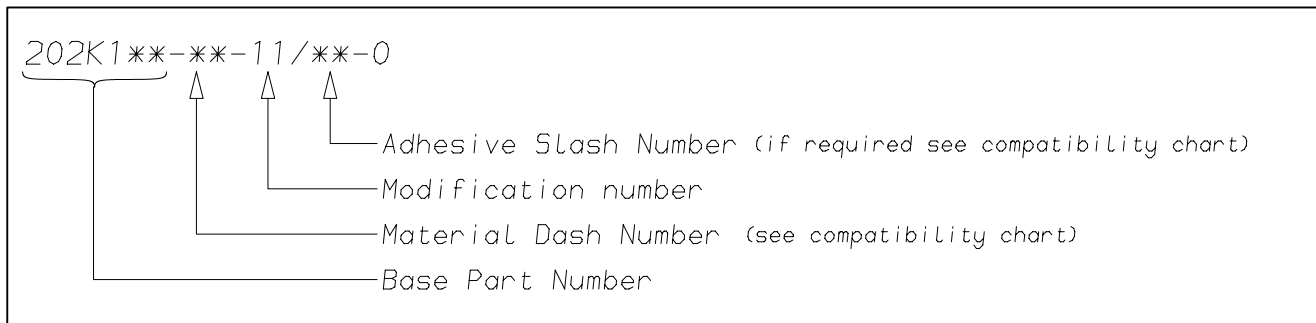 202K1**-**-11/**-0
Adhesive Slash Number (if required see compatibility chart)
Modification number
Material Dash Number (see compatibility chart)
Base Part Number